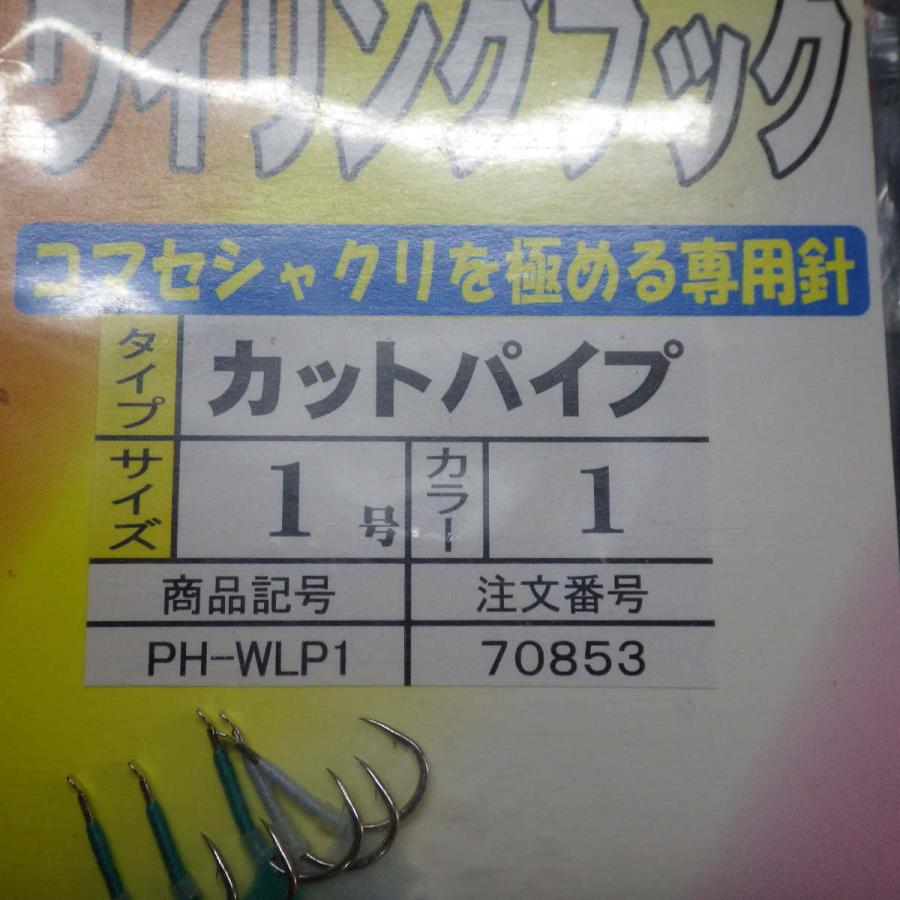 ウイリングフック
コマセシャクリを極める専用針
タイプ カットパイプ
サイズ 1号 カラー 1
商品記号 注文番号
PH-WLP1 70853